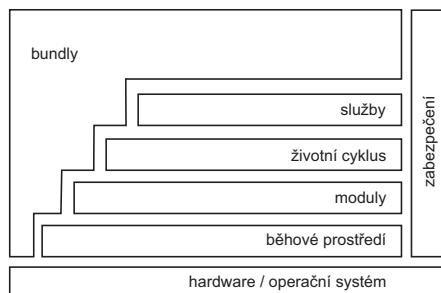 bundly
služby
životní cyklus
moduly
běhové prostředí
zabezpečení
hardware / operační systém